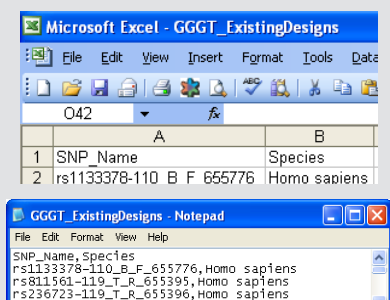 Microsoft Excel - GGGT_ExistingDesigns
File Edit View Insert Format Tools Data
ABC
O42 fx
A B
1 SNP_Name Species
2 rs1133378-110_B_F_655776 Homo sapiens
GGGT_ExistingDesigns - Notepad
File Edit Format View Help
SNP_Name,Species
rs1133378-110_B_F_655776,Homo sapiens
rs811561-119_T_R_655395,Homo sapiens
rs236723-119_T_R_655396,Homo sapiens